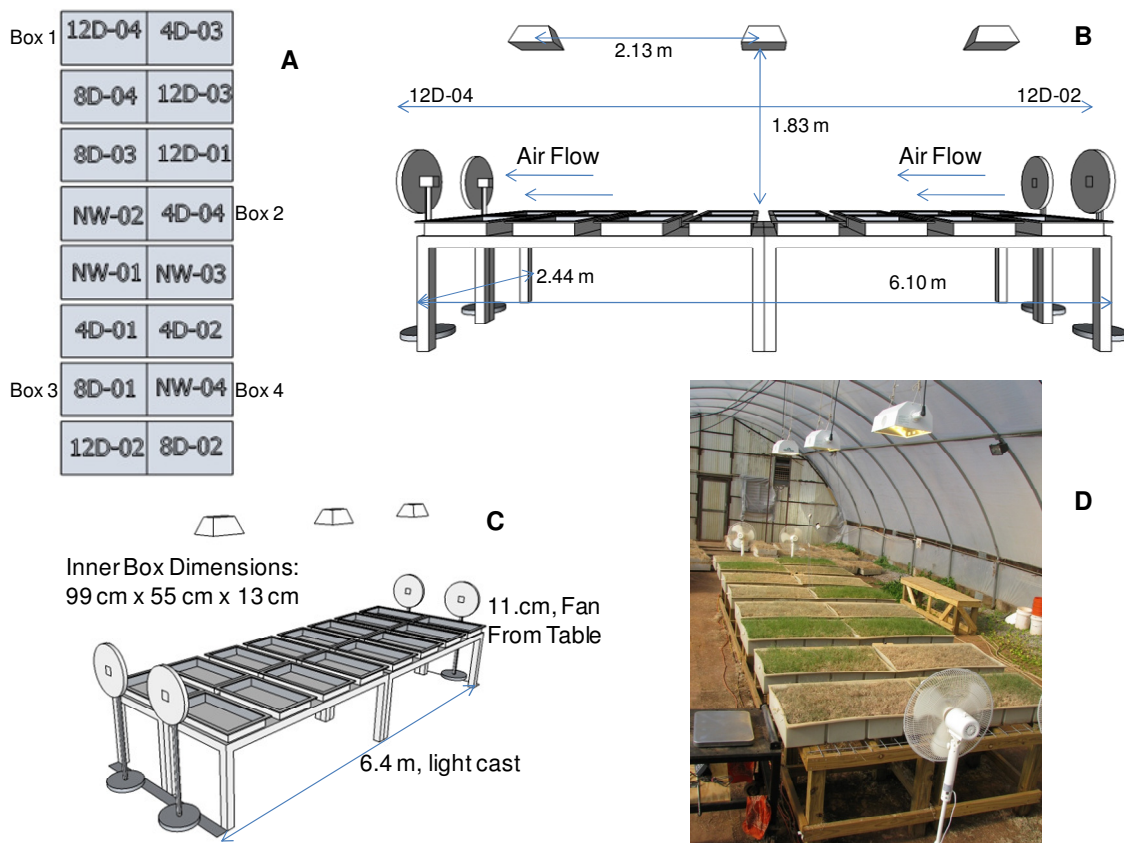 Box 1
12D-04 4D-03
A
8D-04 12D-03
8D-03 12D-01
NW-02 4D-04
Box 2
NW-01 NW-03
4D-01 4D-02
Box 3
8D-01 NW-04
Box 4
12D-02 8D-02
B
2.13 m
12D-04
12D-02
1.83 m
Air Flow
Air Flow
2.44 m
6.10 m
C
Inner Box Dimensions:
99 cm x 55 cm x 13 cm
11.cm, Fan
From Table
6.4 m, light cast
D